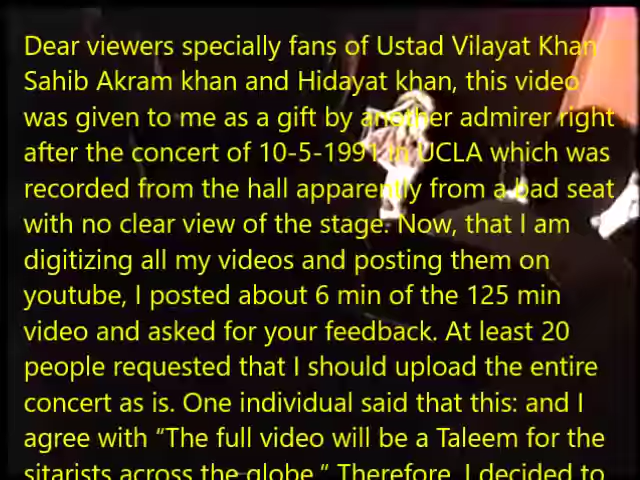 Dear viewers specially fans of Ustad Vilayat Khan
Sahib Akram khan and Hidayat khan, this video
was given to me as a gift by another admirer right
after the concert of 10-5-1991 in UCLA which was
recorded from the hall apparently from a bad seat
with no clear view of the stage. Now, that I am
digitizing all my videos and posting them on
youtube, I posted about 6 min of the 125 min
video and asked for your feedback. At least 20
people requested that I should upload the entire
concert as is. One individual said that this: and I
agree with “The full video will be a Taleem for the
sitarists across the globe.” Therefore, I decided to